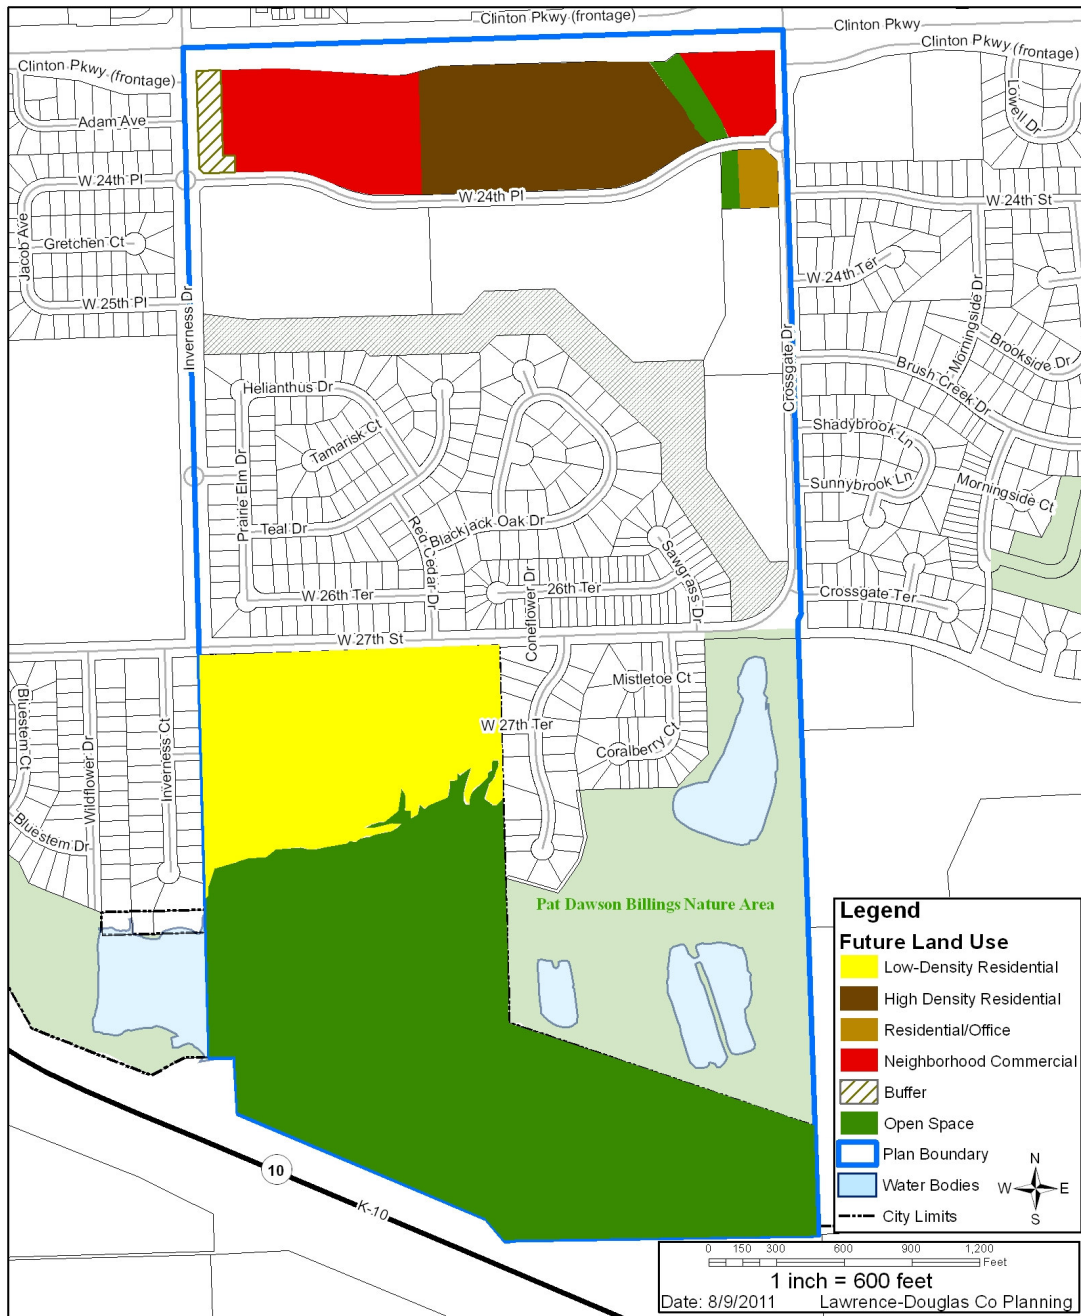 Clinton Pkwy (frontage)
Clinton Pkwy
Clinton Pkwy (frontage)
Clinton Pkwy (frontage)
Lowell Dr
Adam Ave
W 24th Pl
W 24th Pl
W 24th St
Jacob Ave
Gretchen Ct
W 24th Ter
Morningside Dr
W 25th Pl
Inverness Dr
Crossgate Dr
Brookside Dr
Brush Creek Dr
Helianthus Dr
Tamarisk Ct
Shadybrook Ln
Prairie Elm Dr
Sunnybrook Ln
Morningside Ct
Teal Dr
Red Cedar Dr
Blackjack Oak Dr
Sawgrass Dr
W 26th Ter
Coneflower Dr
26th Ter
Crossgate Ter
W 27th St
Bluestem Ct
Wildflower Dr
Inverness Ct
Mistletoe Ct
W 27th Ter
Coralberry Ct
Bluestem Dr
Pat Dawson Billings Nature Area
10
K-10
Legend
Future Land Use
Low-Density Residential
High Density Residential
Residential/Office
Neighborhood Commercial
Buffer
Open Space
Plan Boundary
Water Bodies
City Limits
N
W E
S
0 150 300 600 900 1,200
Feet
1 inch = 600 feet
Date: 8/9/2011 Lawrence-Douglas Co Planning